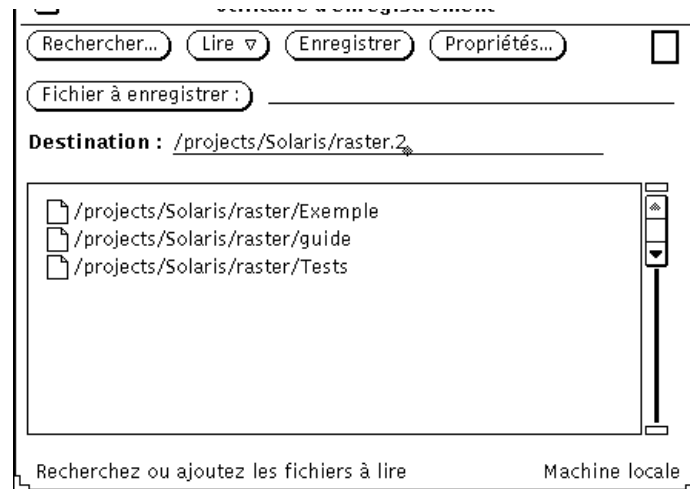 Rechercher... Lire Enregistrer Propriétés...
Fichier à enregistrer :
Destination : /projects/Solaris/raster.2
/projects/Solaris/raster/Exemple
/projects/Solaris/raster/guide
/projects/Solaris/raster/Tests
Recherchez ou ajoutez les fichiers à lire Machine locale